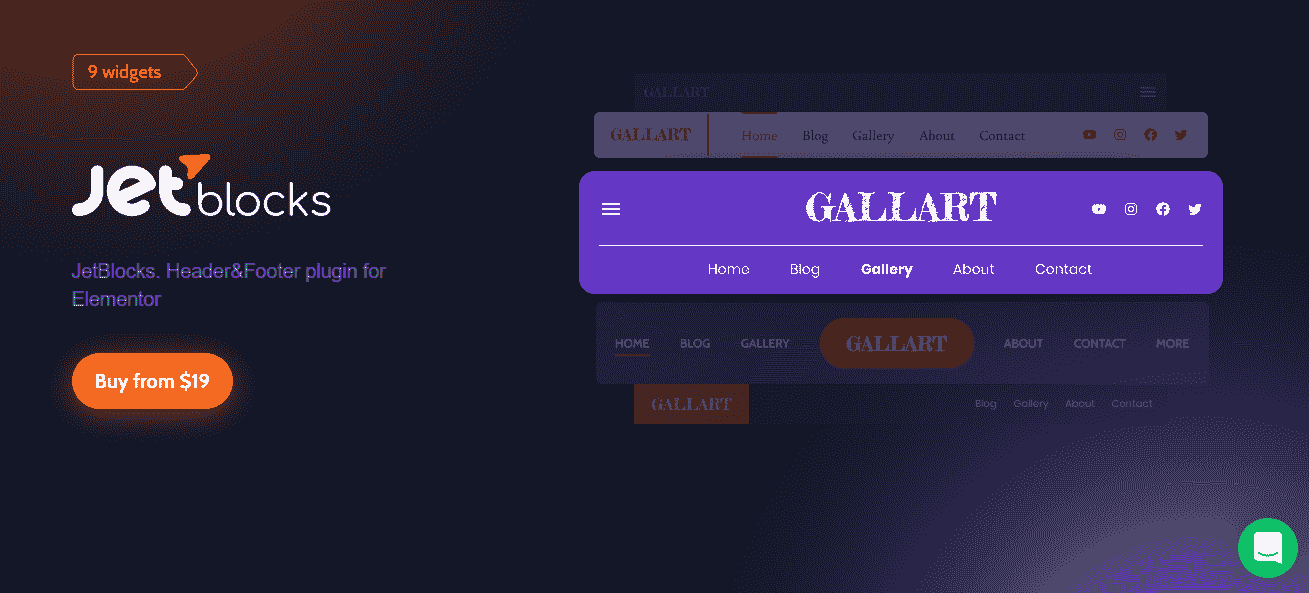 9 widgets
Jetblocks
JetBlocks. Header&Footer plugin for
Elementor
Buy from $19
GALLART
GALLART Home Blog Gallery About Contact
GALLART
Home Blog Gallery About Contact
HOME BLOG GALLERY GALLART ABOUT CONTACT MORE
GALLART Blog Gallery About Contact